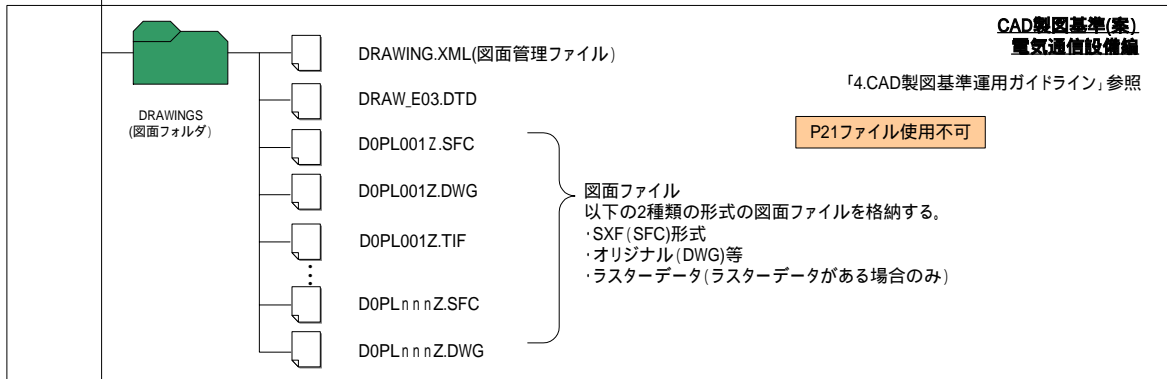 CAD製図基準(案)
電気通信設備編
「4.CAD製図基準運用ガイドライン」参照
P21ファイル使用不可
DRAWINGS
(図面フォルダ)
DRAWING.XML(図面管理ファイル)
DRAW_E03.DTD
D0PL001Z.SFC
D0PL001Z.DWG
D0PL001Z.TIF
D0PLnnnZ.SFC
D0PLnnnZ.DWG
図面ファイル
以下の2種類の形式の図面ファイルを格納する。
・SXF(SFC)形式
・オリジナル(DWG)等
・ラスターデータ(ラスターデータがある場合のみ)